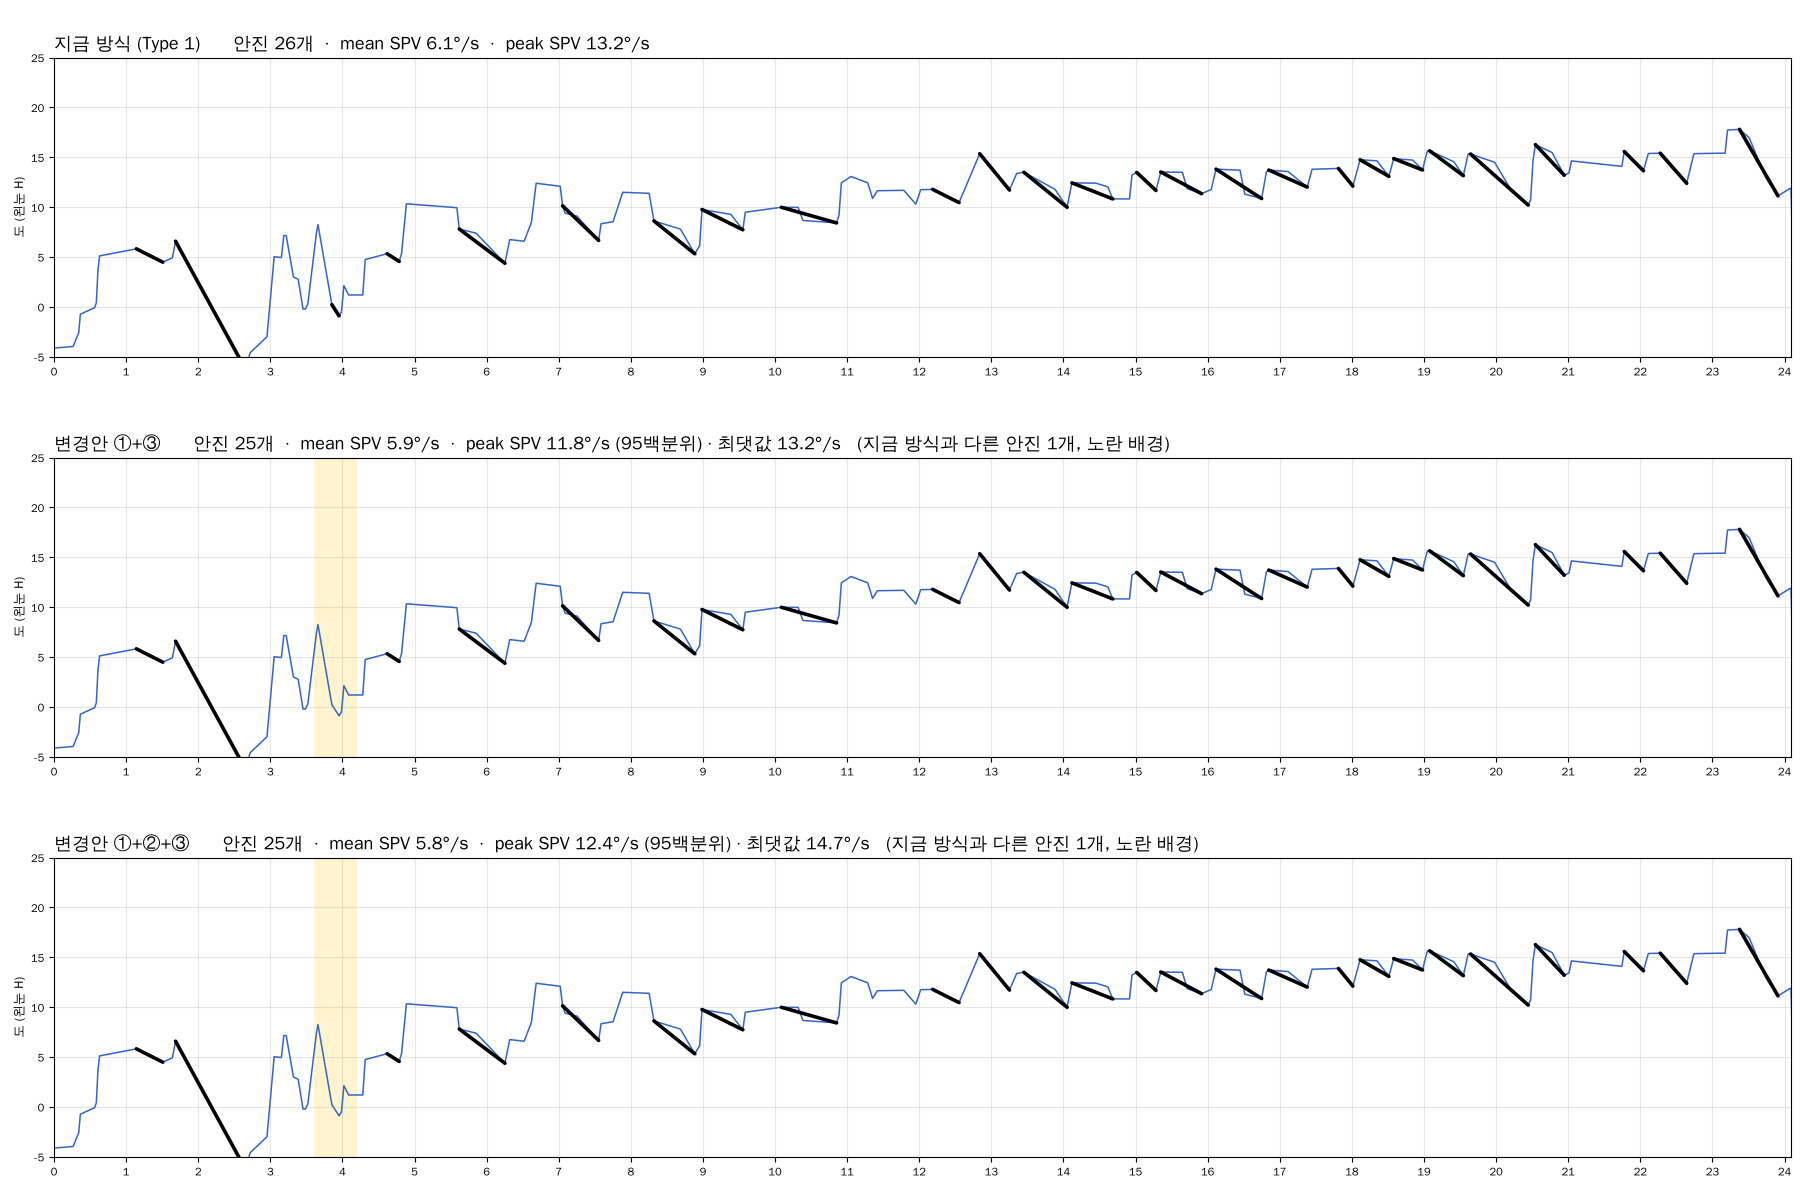 지금 방식 (Type 1) 안진 26개 · mean SPV 6.1°/s · peak SPV 13.2°/s
25
20
15
10
5
0
-5
도 (왼눈 H)
0 1 2 3 4 5 6 7 8 9 10 11 12 13 14 15 16 17 18 19 20 21 22 23 24
변경안 ①+③ 안진 25개 · mean SPV 5.9°/s · peak SPV 11.8°/s (95백분위) · 최댓값 13.2°/s (지금 방식과 다른 안진 1개, 노란 배경)
25
20
15
10
5
0
-5
도 (왼눈 H)
0 1 2 3 4 5 6 7 8 9 10 11 12 13 14 15 16 17 18 19 20 21 22 23 24
변경안 ①+②+③ 안진 25개 · mean SPV 5.8°/s · peak SPV 12.4°/s (95백분위) · 최댓값 14.7°/s (지금 방식과 다른 안진 1개, 노란 배경)
25
20
15
10
5
0
-5
도 (왼눈 H)
0 1 2 3 4 5 6 7 8 9 10 11 12 13 14 15 16 17 18 19 20 21 22 23 24